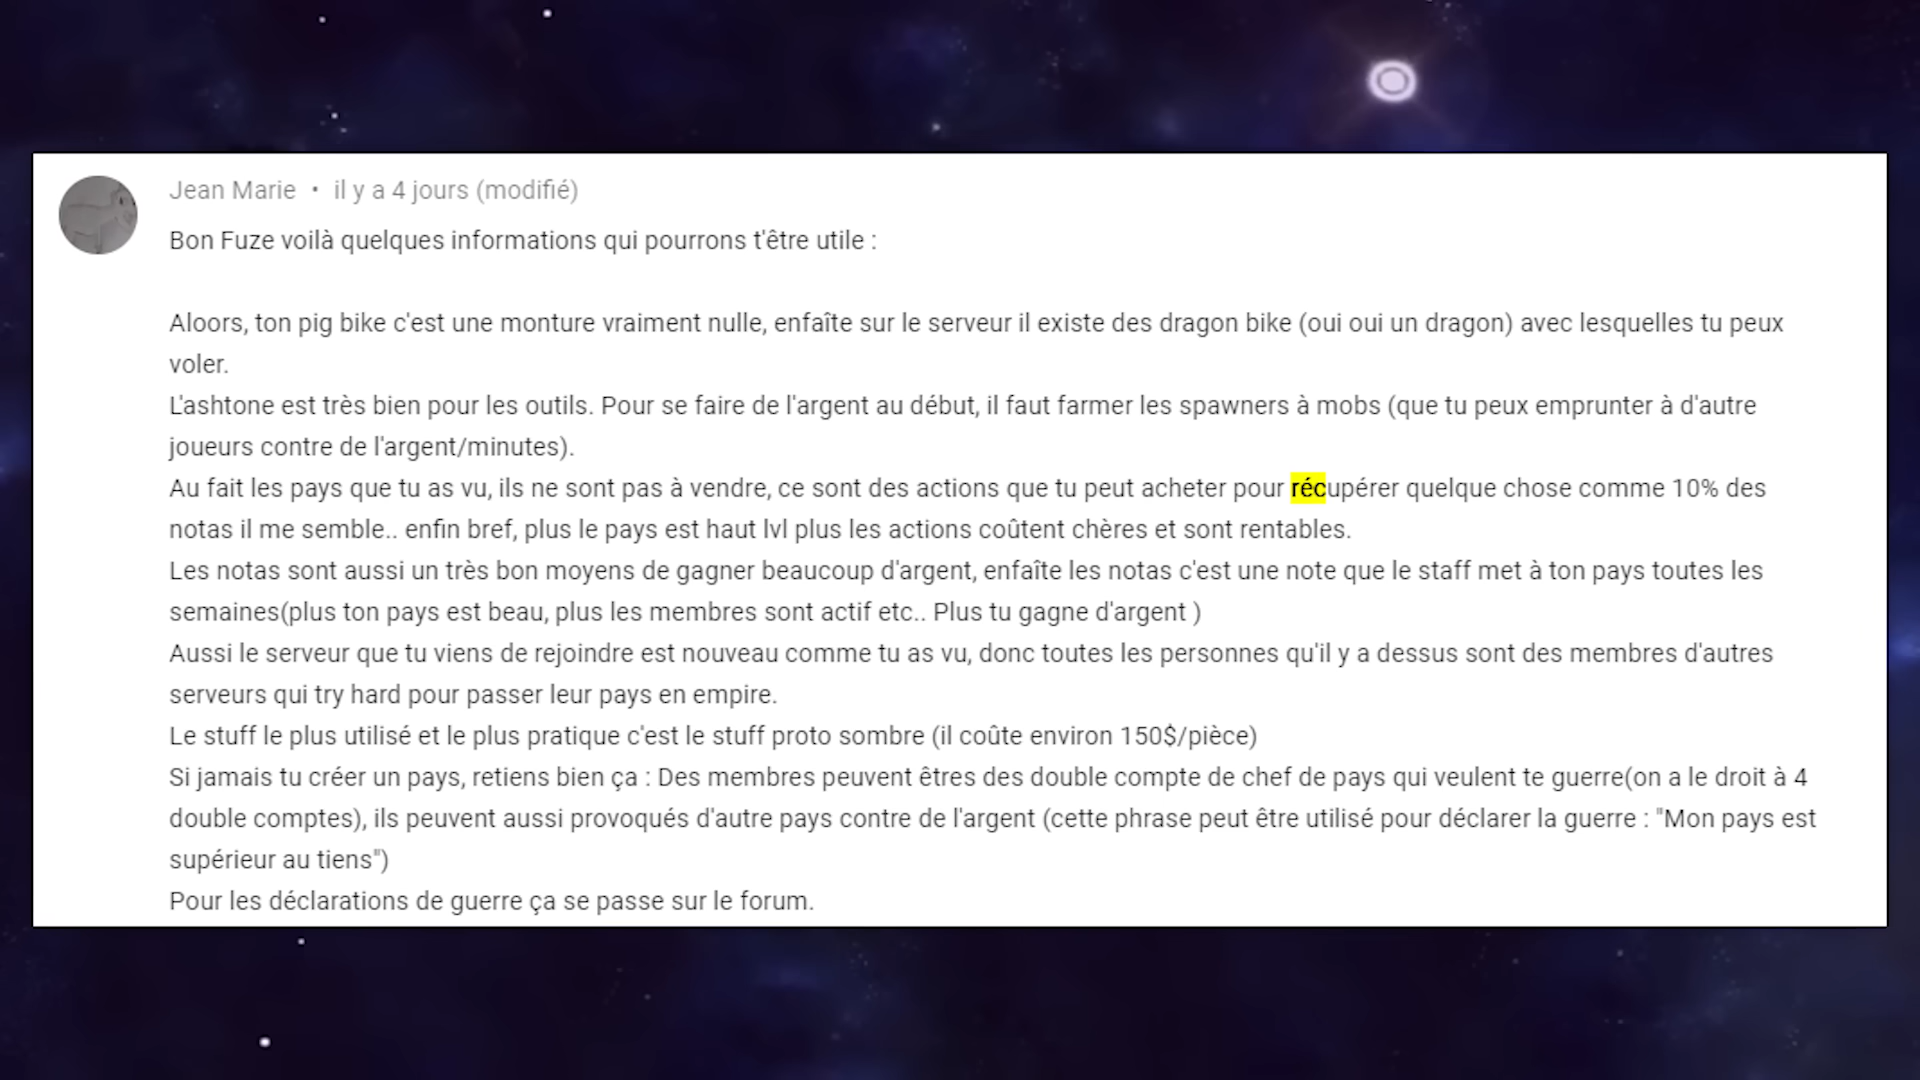 Jean Marie • il y a 4 jours (modifié)
Bon Fuze voilà quelques informations qui pourrons t'être utile :
Aloors, ton pig bike c'est une monture vraiment nulle, enfaîte sur le serveur il existe des dragon bike (oui oui un dragon) avec lesquelles tu peux
voler.
L'ashtone est très bien pour les outils. Pour se faire de l'argent au début, il faut farmer les spawners à mobs (que tu peux emprunter à d'autre
joueurs contre de l'argent/minutes).
Au fait les pays que tu as vu, ils ne sont pas à vendre, ce sont des actions que tu peut acheter pour récupérer quelque chose comme 10% des
notas il me semble.. enfin bref, plus le pays est haut lvl plus les actions coûtent chères et sont rentables.
Les notas sont aussi un très bon moyens de gagner beaucoup d'argent, enfaîte les notas c'est une note que le staff met à ton pays toutes les
semaines(plus ton pays est beau, plus les membres sont actif etc.. Plus tu gagne d'argent )
Aussi le serveur que tu viens de rejoindre est nouveau comme tu as vu, donc toutes les personnes qu'il y a dessus sont des membres d'autres
serveurs qui try hard pour passer leur pays en empire.
Le stuff le plus utilisé et le plus pratique c'est le stuff proto sombre (il coûte environ 150$/pièce)
Si jamais tu créer un pays, retiens bien ça : Des membres peuvent êtres des double compte de chef de pays qui veulent te guerre(on a le droit à 4
double comptes), ils peuvent aussi provoqués d'autre pays contre de l'argent (cette phrase peut être utilisé pour déclarer la guerre : "Mon pays est
supérieur au tiens")
Pour les déclarations de guerre ça se passe sur le forum.